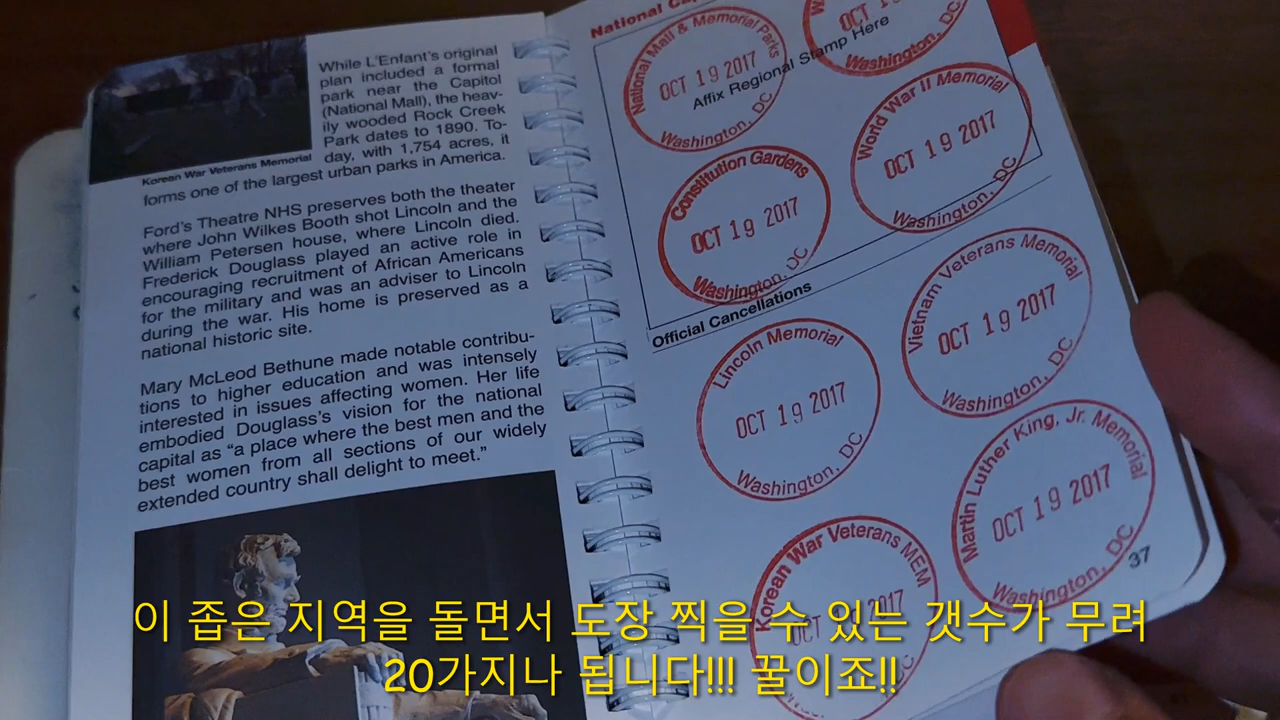 While L'Enfant's original
plan included a formal
park near the Capitol
(National Mall), the heav-
ily wooded Rock Creek
Park dates to 1890. To-
day, with 1,754 acres, it
Korean War Veterans Memorial
forms one of the largest urban parks in America.
Ford's Theatre NHS preserves both the theater
where John Wilkes Booth shot Lincoln and the
William Petersen house, where Lincoln died.
Frederick Douglass played an active role in
encouraging recruitment of African Americans
for the military and was an adviser to Lincoln
during the war. His home is preserved as a
national historic site.
Mary McLeod Bethune made notable contribu-
tions to higher education and was intensely
interested in issues affecting women. Her life
embodied Douglass's vision for the national
capital as “a place where the best men and the
best women from all sections of our widely
extended country shall delight to meet.”
National
Affix Regional Stamp Here
National Mall & Memorial Parks
OCT 19 2017
Washington, DC
OCT
Washington, DC
Constitution Gardens
OCT 19 2017
Washington, DC
World War II Memorial
OCT 19 2017
Washington, DC
Official Cancellations
Lincoln Memorial
OCT 19 2017
Washington, DC
Vietnam Veterans Memorial
OCT 19 2017
Washington, DC
Korean War Veterans MEM
OCT 2017
DC
Martin Luther King, Jr. Memorial
OCT 19 2017
Washington, DC
37
이 좁은 지역을 돌면서 도장 찍을 수 있는 갯수가 무려
20가지나 됩니다!!! 꿀이죠!!